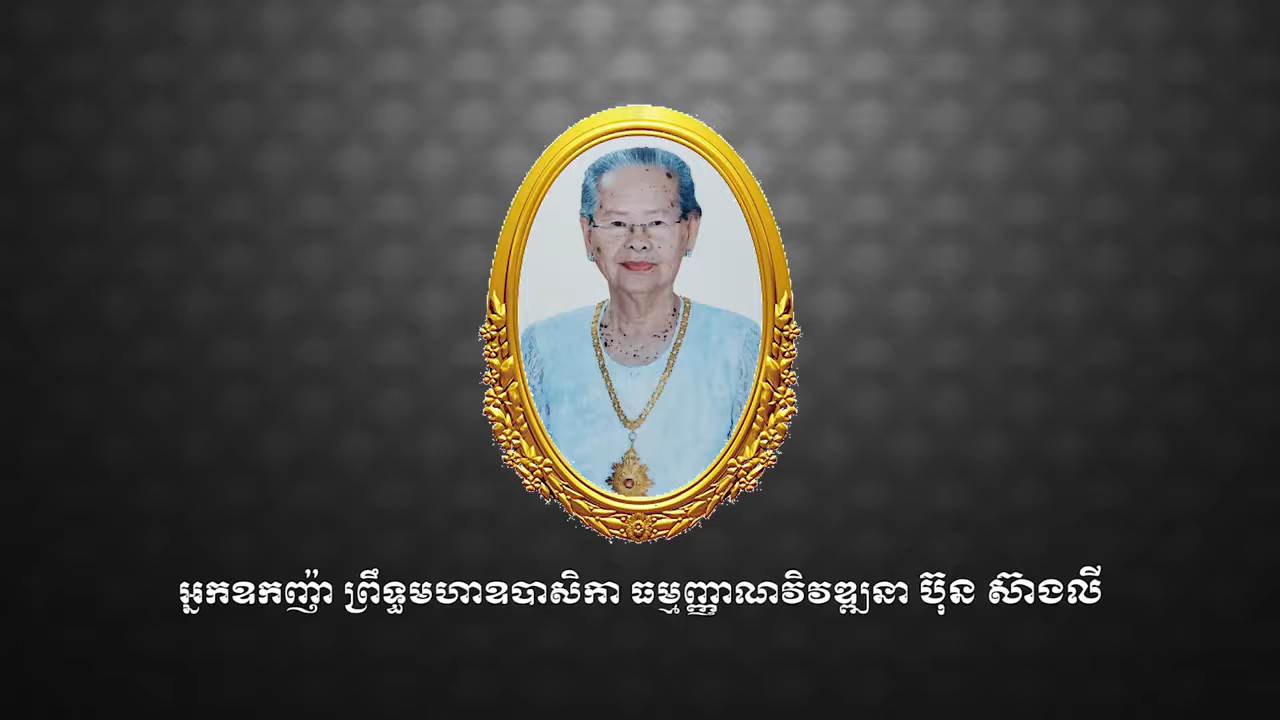 អ្នកឧកញ៉ា ព្រឹទ្ធមហាឧបាសិកា ធម្មញ្ញាណវិវឌ្ឍនា ប៊ុន ស៊ាងលី